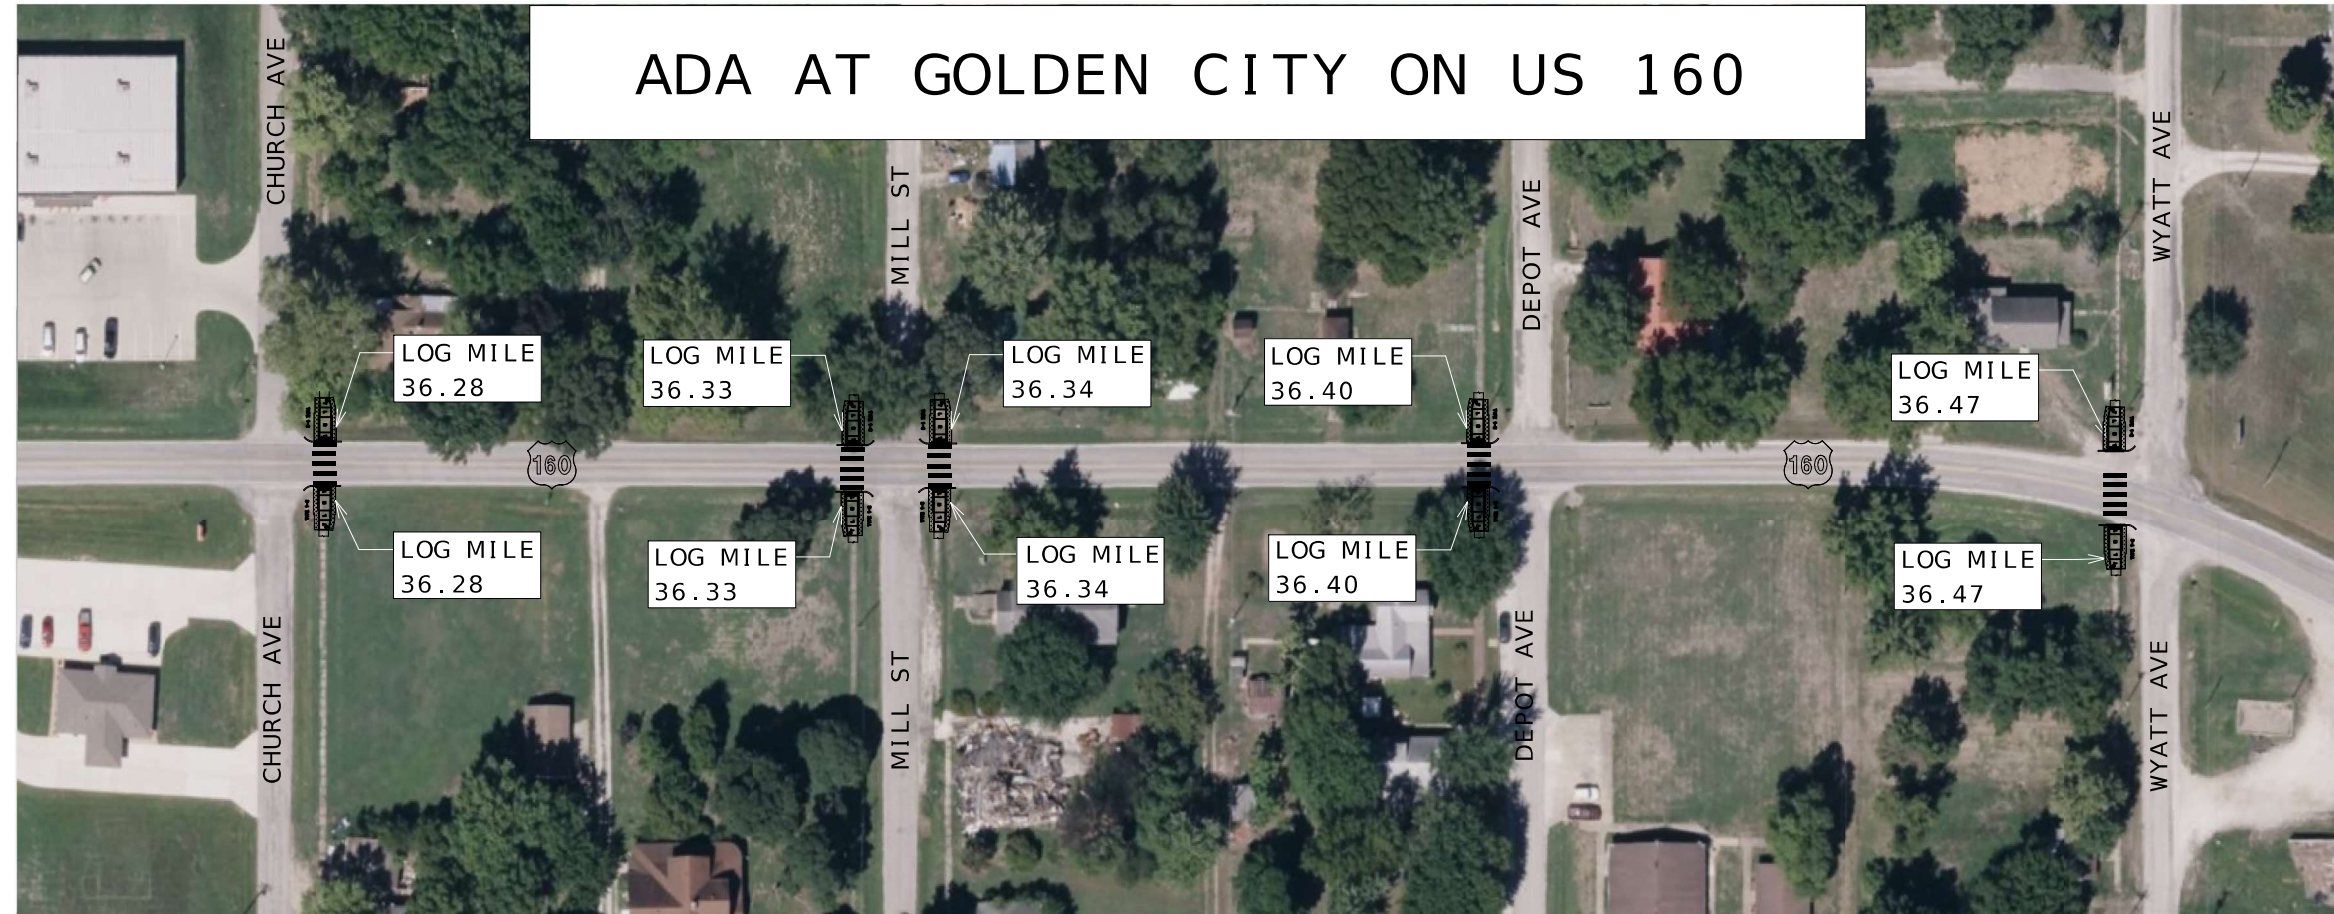 ADA AT GOLDEN CITY ON US 160
CHURCH AVE
MILL ST
DEPOT AVE
WYATT AVE
LOG MILE
36.28
LOG MILE
36.33
LOG MILE
36.34
LOG MILE
36.40
LOG MILE
36.47
160
160
LOG MILE
36.28
LOG MILE
36.33
LOG MILE
36.34
LOG MILE
36.40
LOG MILE
36.47
CHURCH AVE
MILL ST
DEPOT AVE
WYATT AVE